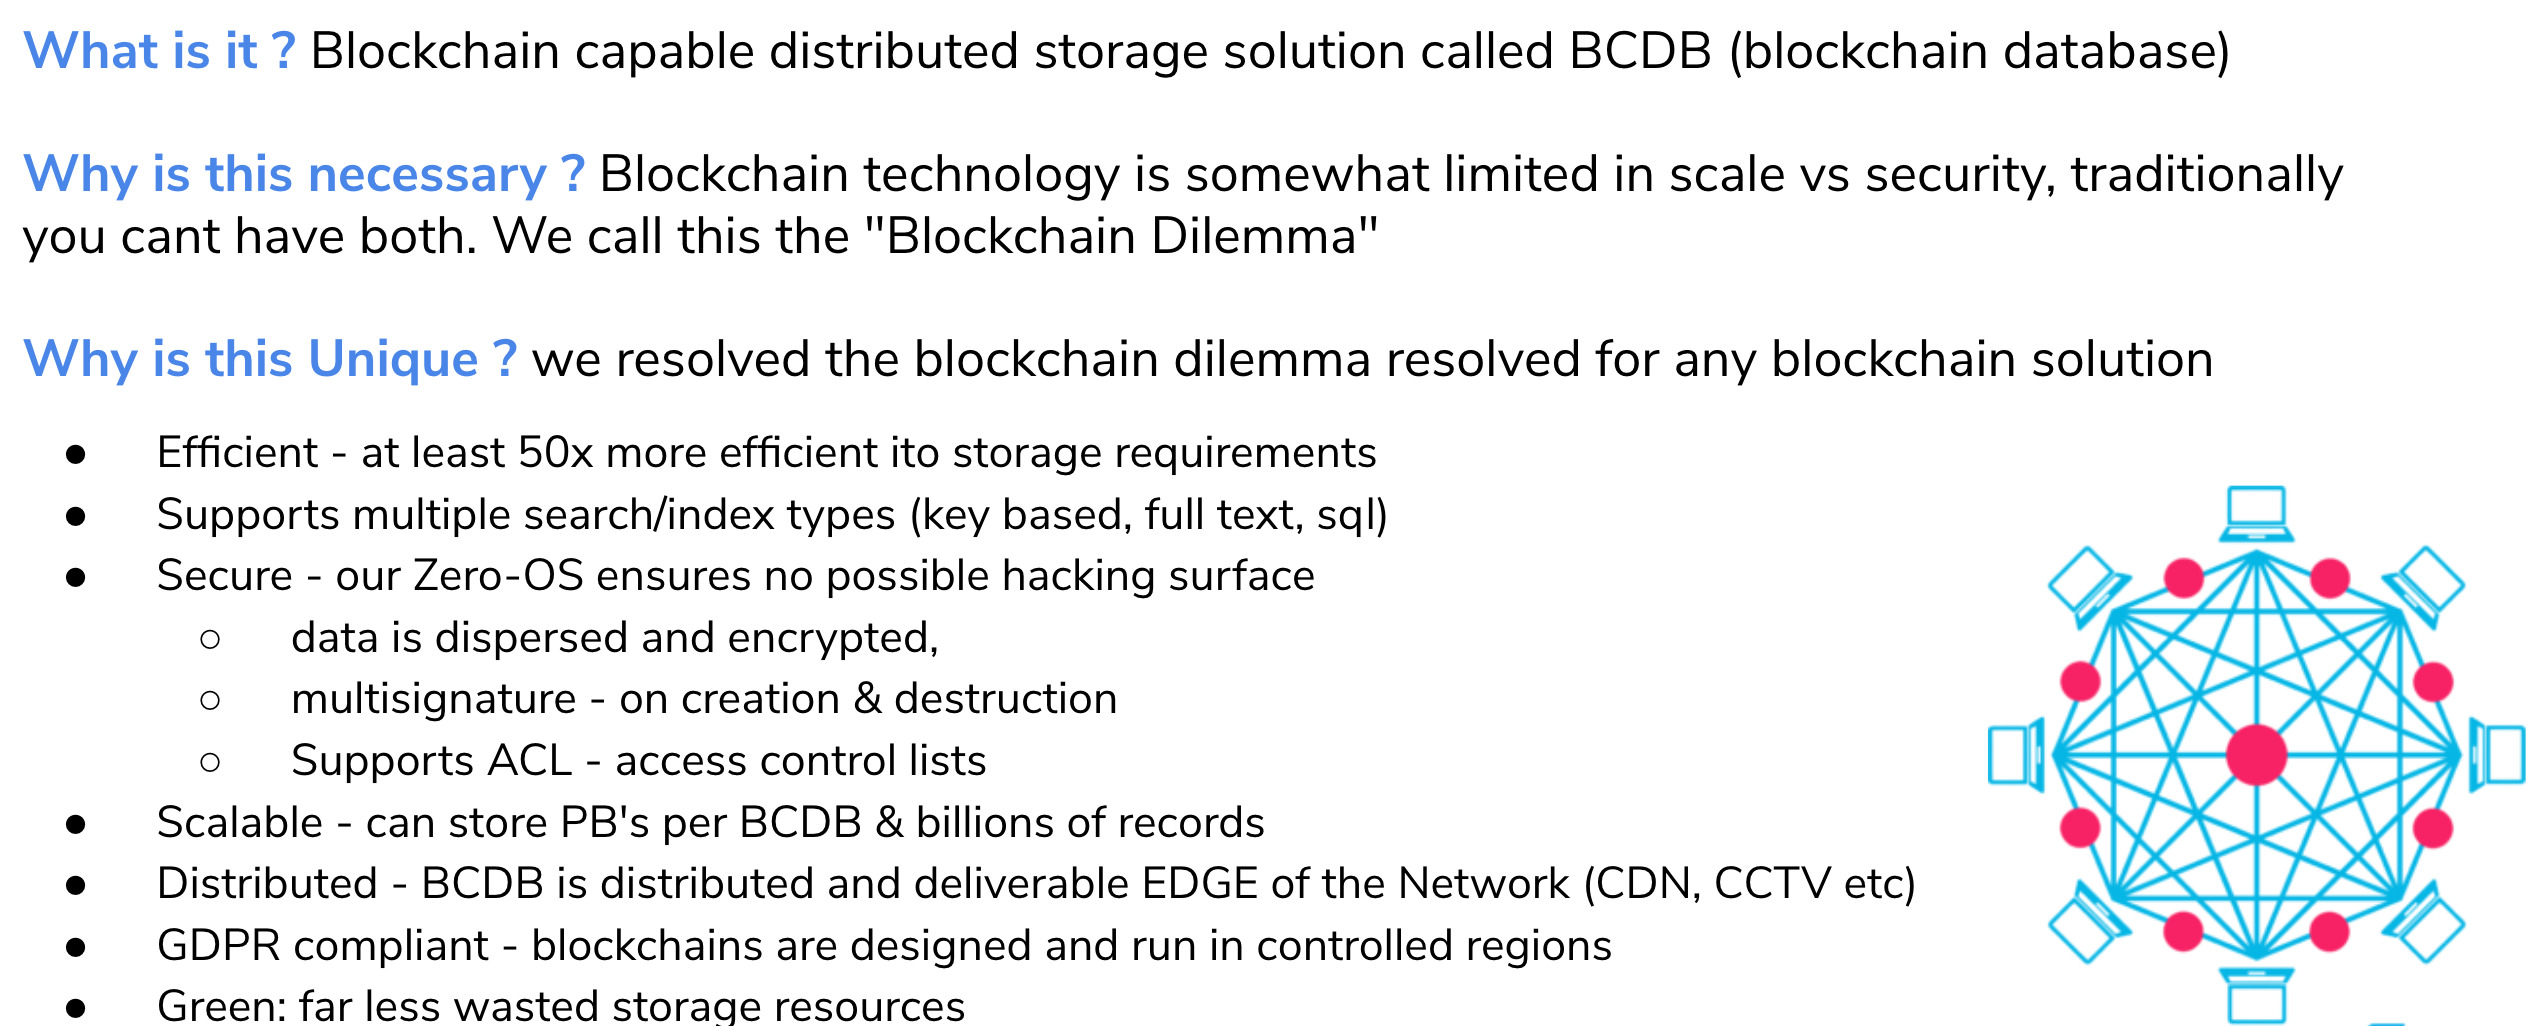 What is it ? Blockchain capable distributed storage solution called BCDB (blockchain database)
Why is this necessary ? Blockchain technology is somewhat limited in scale vs security, traditionally
you cant have both. We call this the "Blockchain Dilemma"
Why is this Unique ? we resolved the blockchain dilemma resolved for any blockchain solution
● Efficient - at least 50x more efficient ito storage requirements
● Supports multiple search/index types (key based, full text, sql)
● Secure - our Zero-OS ensures no possible hacking surface
○ data is dispersed and encrypted,
○ multisignature - on creation & destruction
○ Supports ACL - access control lists
● Scalable - can store PB's per BCDB & billions of records
● Distributed - BCDB is distributed and deliverable EDGE of the Network (CDN, CCTV etc)
● GDPR compliant - blockchains are designed and run in controlled regions
● Green: far less wasted storage resources